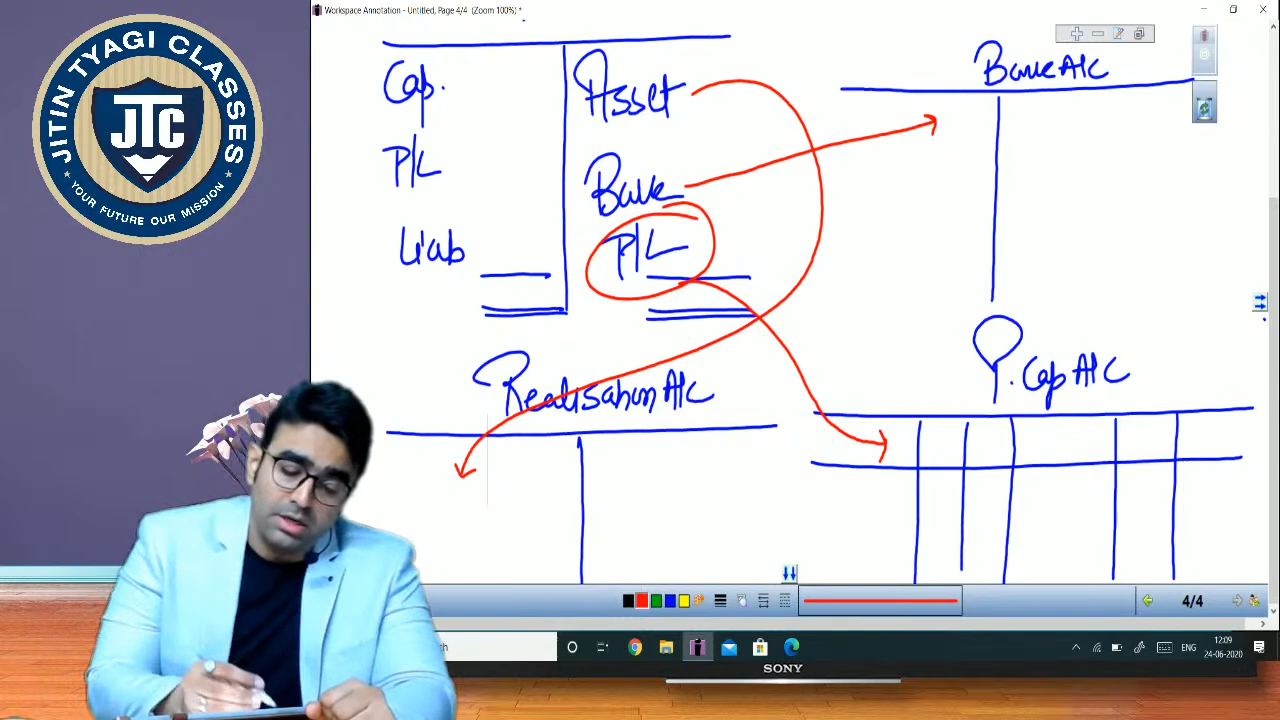 Workspace Annotation - Untitled, Page 4/4 (Zoom 100%) *
JITIN TYAGI CLASSES
JTC
YOUR FUTURE OUR MISSION
Cap.
Asset
P/L
Bank
Liab
P/L
Bank A/c
Realisation A/c
P. Cap A/C
4/4
12:09
ENG
24-06-2020
SONY